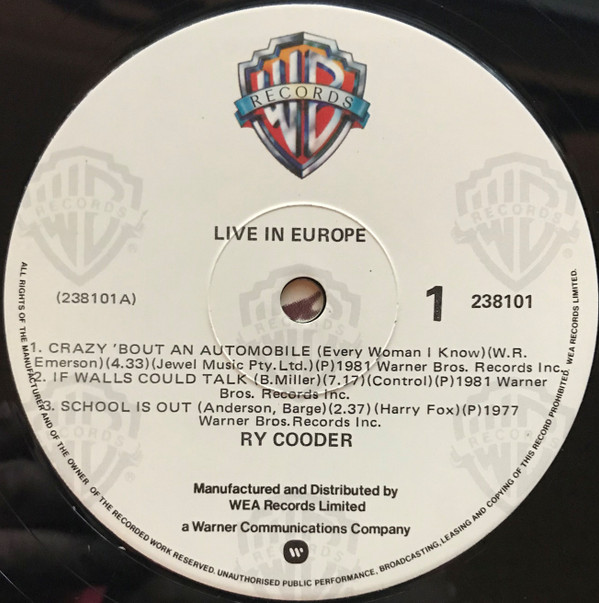 WB
RECORDS
LIVE IN EUROPE
(238101A)
1
238101
1. CRAZY 'BOUT AN AUTOMOBILE (Every Woman I Know)(W.R.
Emerson)(4.33)(Jewel Music Pty.Ltd.)(P)1981 Warner Bros. Records Inc.
2. IF WALLS COULD TALK (B.Miller)(7.17)(Control)(P)1981 Warner
Bros. Records Inc.
3. SCHOOL IS OUT (Anderson, Barge)(2.37)(Harry Fox)(P)1977
Warner Bros.Records Inc.
RY COODER
Manufactured and Distributed by
WEA Records Limited
a Warner Communications Company
ALL RIGHTS OF THE MANUFACTURER AND OF THE OWNER OF THE RECORDED WORK RESERVED. UNAUTHORISED PUBLIC PERFORMANCE, BROADCASTING, LEASING AND COPYING OF THIS RECORD PROHIBITED. WEA RECORDS LIMITED.